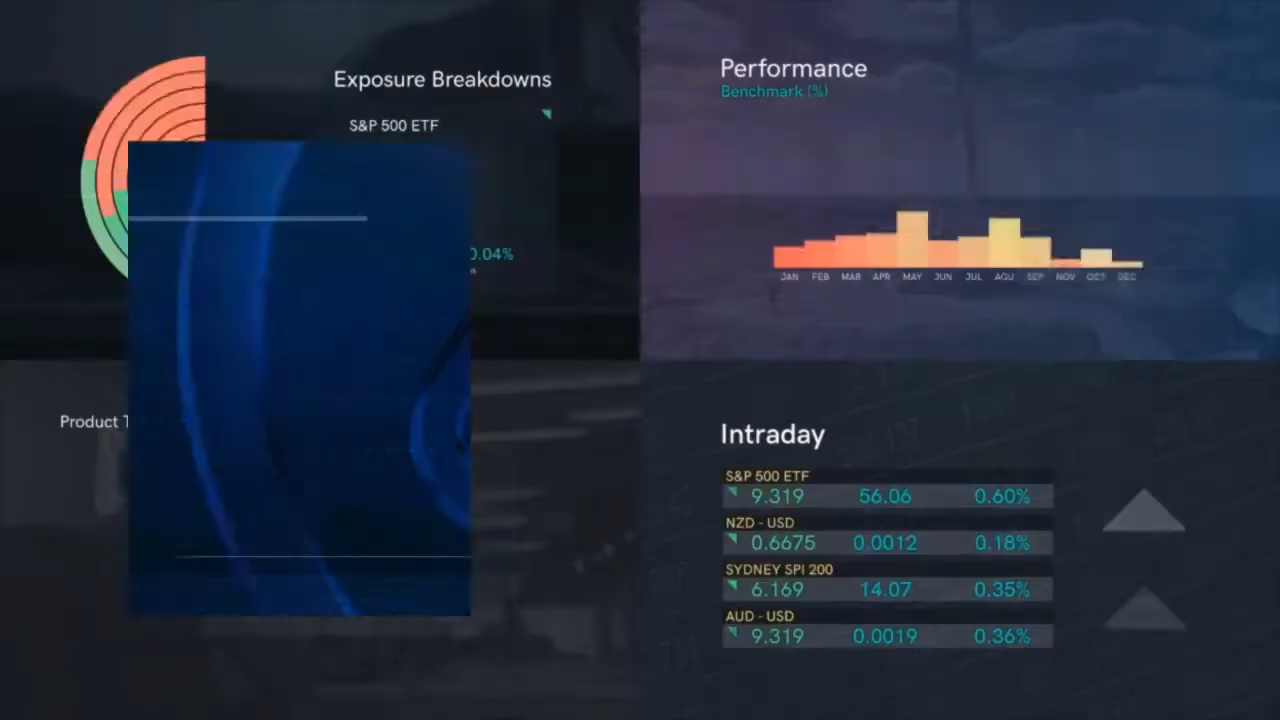 Exposure Breakdowns
S&P 500 ETF
0.04%
Performance
Benchmark (%)
JAN FEB MAR APR MAY JUN JUL AGU SEP NOV OCT DEC
Product
Intraday
S&P 500 ETF
9.319 56.06 0.60%
NZD - USD
0.6675 0.0012 0.18%
SYDNEY SPI 200
6.169 14.07 0.35%
AUD - USD
9.319 0.0019 0.36%